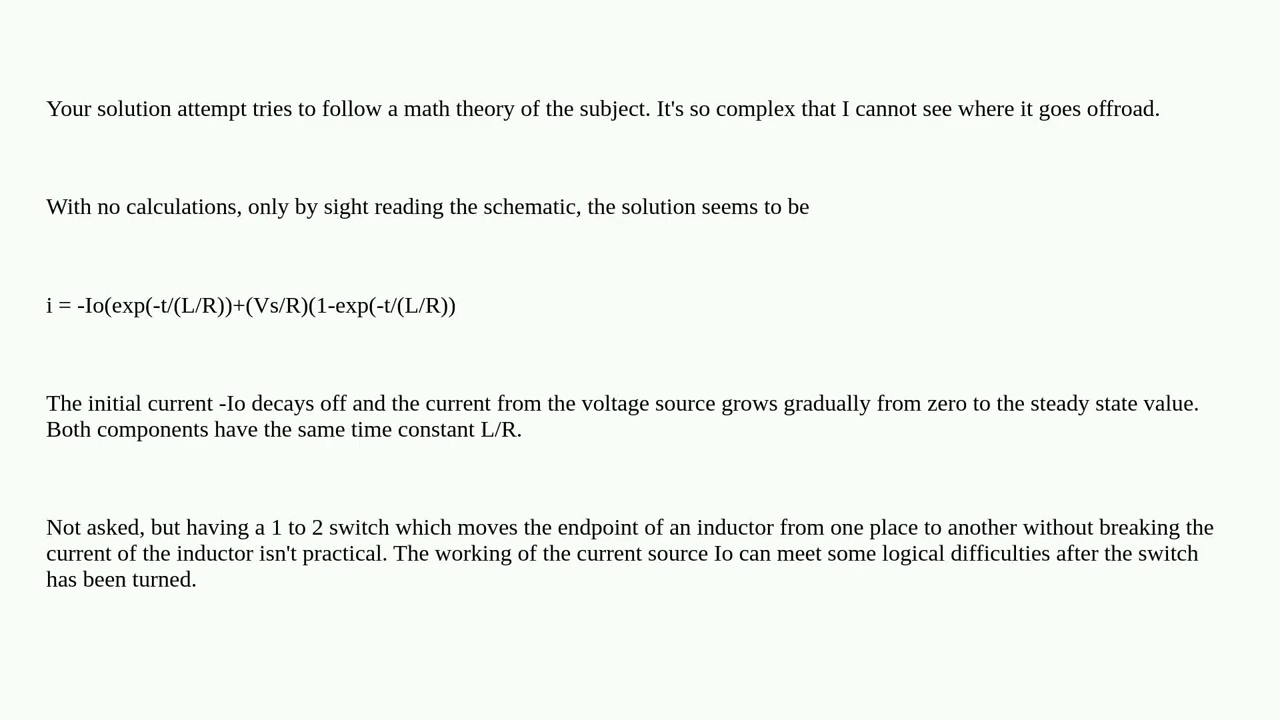 Your solution attempt tries to follow a math theory of the subject. It's so complex that I cannot see where it goes offroad.
With no calculations, only by sight reading the schematic, the solution seems to be
i = -Io(exp(-t/(L/R))+(Vs/R)(1-exp(-t/(L/R))
The initial current -Io decays off and the current from the voltage source grows gradually from zero to the steady state value.
Both components have the same time constant L/R.
Not asked, but having a 1 to 2 switch which moves the endpoint of an inductor from one place to another without breaking the
current of the inductor isn't practical. The working of the current source Io can meet some logical difficulties after the switch
has been turned.